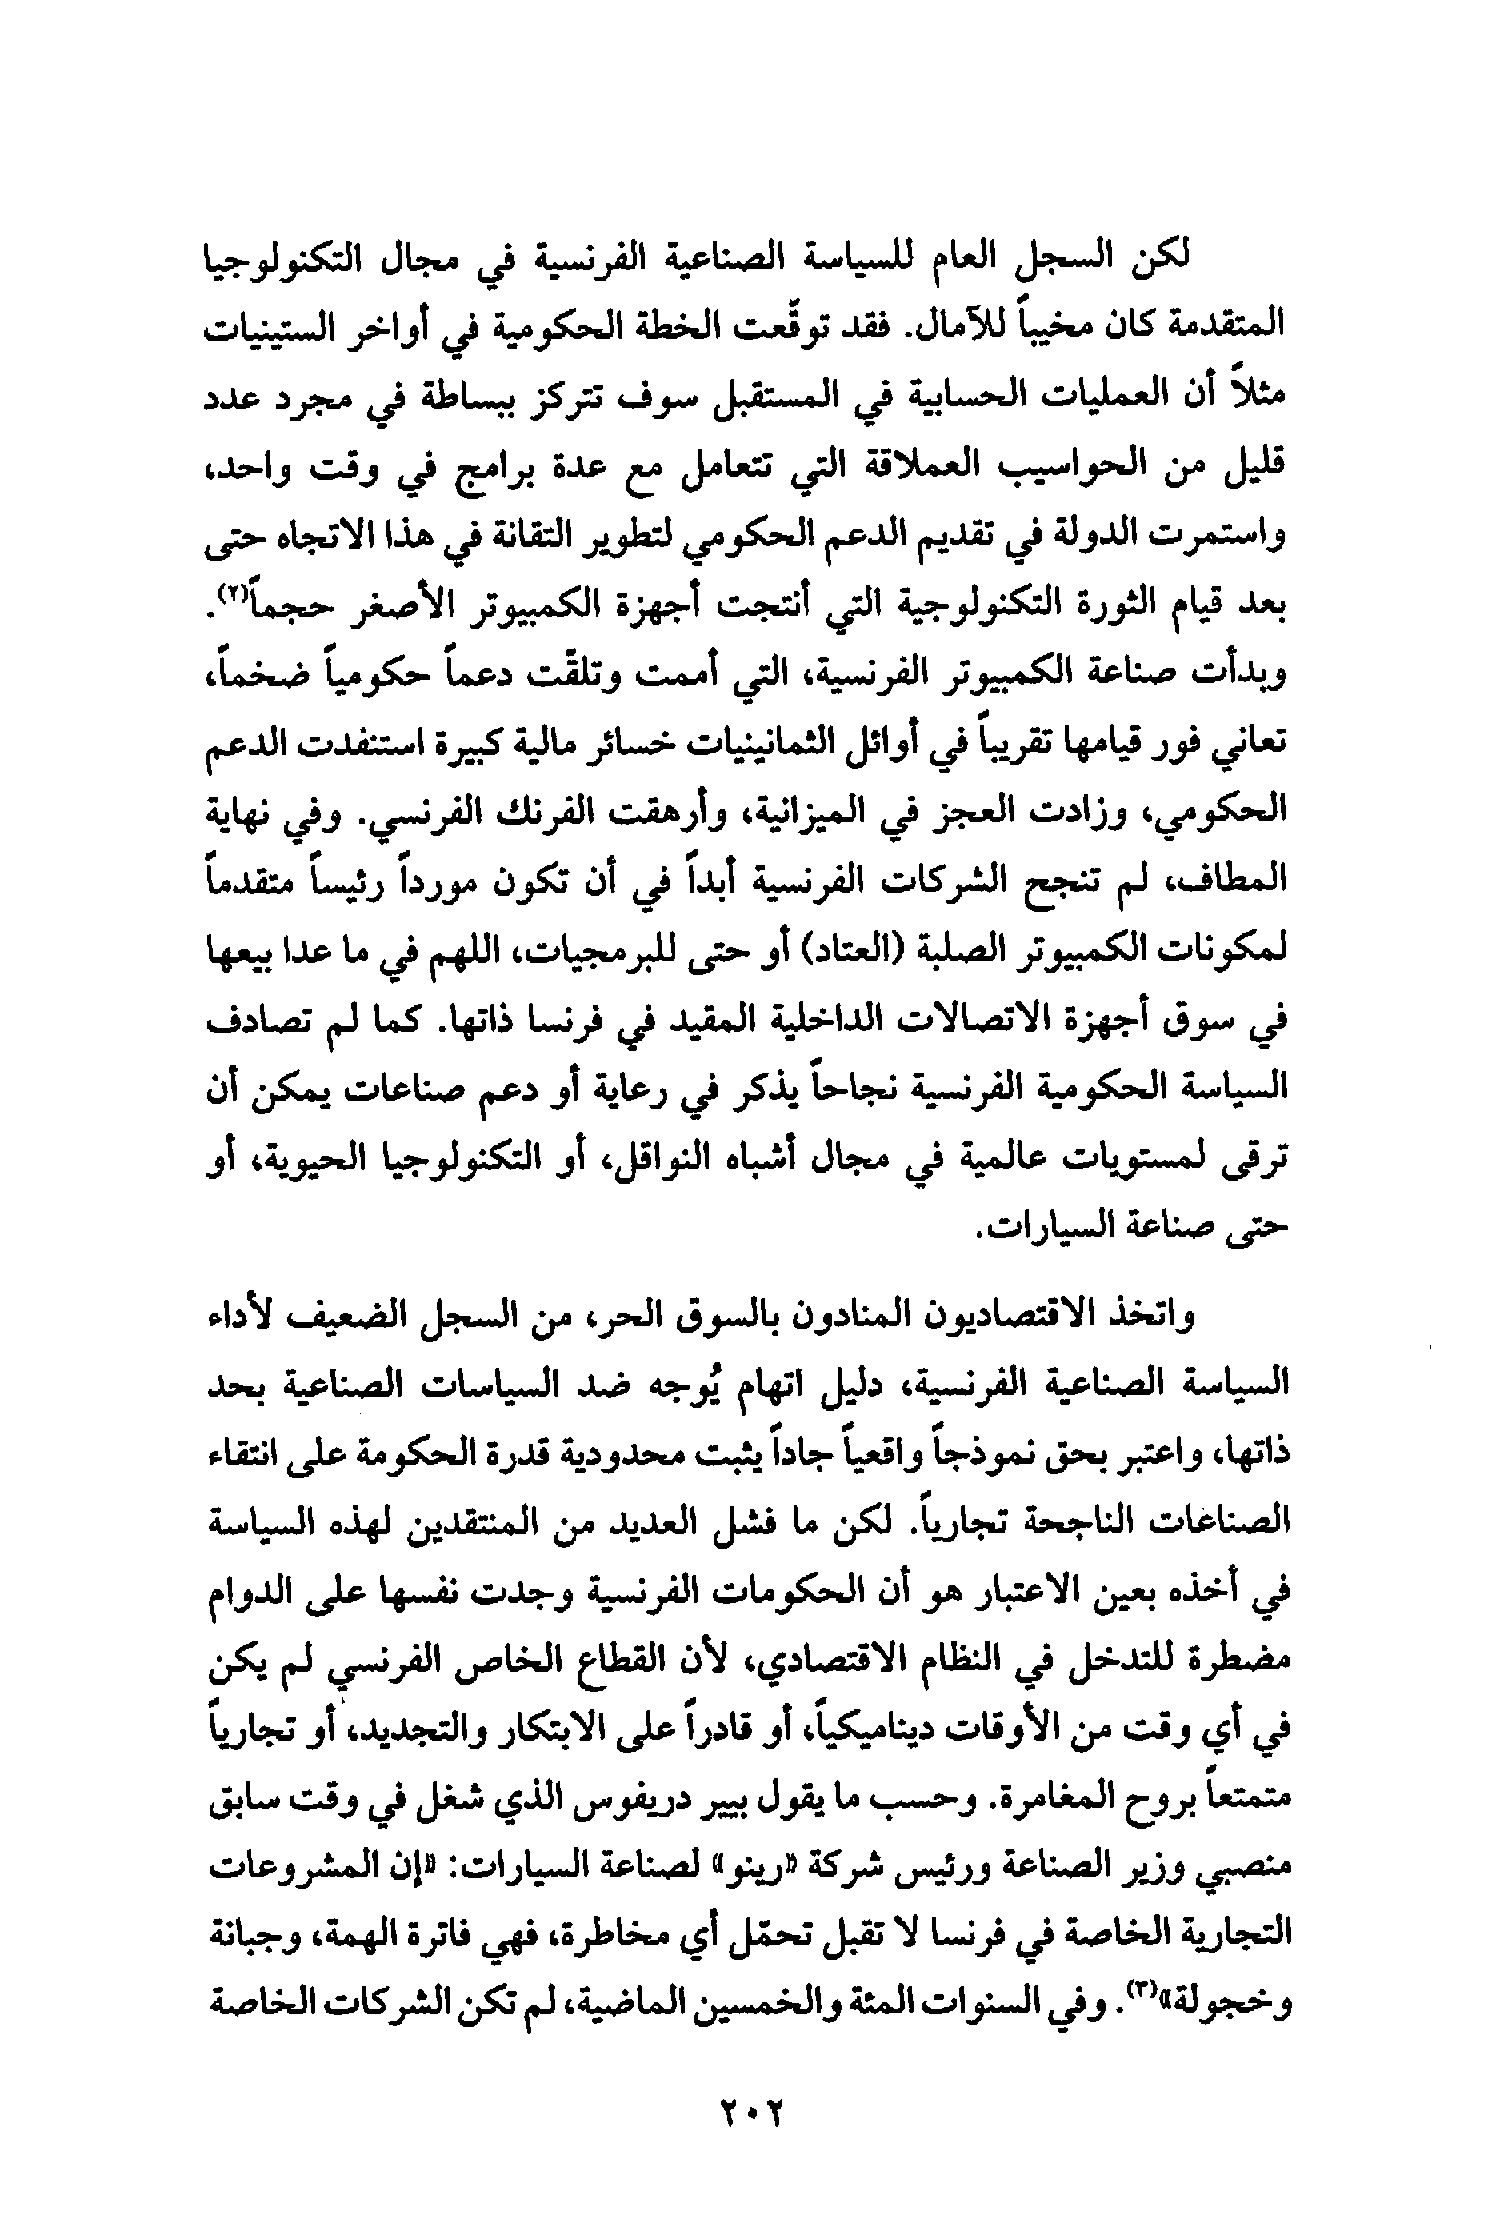 لكن السجل العام للسياسة الصناعية الفرنسية في مجال التكنولوجيا
المتقدمة كان مخيباً للآمال. فقد توقّعت الخطة الحكومية في أواخر الستينيات
مثلاً أن العمليات الحسابية في المستقبل سوف تتركز ببساطة في مجرد عدد
قليل من الحواسيب العملاقة التي تتعامل مع عدة برامج في وقت واحد،
واستمرت الدولة في تقديم الدعم الحكومي لتطوير التقانة في هذا الاتجاه حتى
بعد قيام الثورة التكنولوجية التي أنتجت أجهزة الكمبيوتر الأصغر حجماً(٢).
وبدأت صناعة الكمبيوتر الفرنسية، التي أممت وتلقّت دعماً حكومياً ضخماً،
تعاني فور قيامها تقريباً في أوائل الثمانينيات خسائر مالية كبيرة استنفدت الدعم
الحكومي، وزادت العجز في الميزانية، وأرهقت الفرنك الفرنسي. وفي نهاية
المطاف، لم تنجح الشركات الفرنسية أبداً في أن تكون مورداً رئيساً متقدماً
لمكونات الكمبيوتر الصلبة (العتاد) أو حتى للبرمجيات، اللهم في ما عدا بيعها
في سوق أجهزة الاتصالات الداخلية المقيد في فرنسا ذاتها. كما لم تصادف
السياسة الحكومية الفرنسية نجاحاً يذكر في رعاية أو دعم صناعات يمكن أن
ترقى لمستويات عالمية في مجال أشباه النواقل، أو التكنولوجيا الحيوية، أو
حتى صناعة السيارات.
واتخذ الاقتصاديون المنادون بالسوق الحر، من السجل الضعيف لأداء
السياسة الصناعية الفرنسية، دليل اتهام يُوجه ضد السياسات الصناعية بحد
ذاتها، واعتبر بحق نموذجاً واقعياً جاداً يثبت محدودية قدرة الحكومة على انتقاء
الصناعات الناجحة تجارياً. لكن ما فشل العديد من المنتقدين لهذه السياسة
في أخذه بعين الاعتبار هو أن الحكومات الفرنسية وجدت نفسها على الدوام
مضطرة للتدخل في النظام الاقتصادي، لأن القطاع الخاص الفرنسي لم يكن
في أي وقت من الأوقات ديناميكياً، أو قادراً على الابتكار والتجديد، أو تجارياً
متمتعاً بروح المغامرة. وحسب ما يقول بيير دريفوس الذي شغل في وقت سابق
منصبي وزير الصناعة ورئيس شركة «رينو» لصناعة السيارات: «إن المشروعات
التجارية الخاصة في فرنسا لا تقبل تحمّل أي مخاطرة، فهي فاترة الهمة، وجبانة
وخجولة»(٣). وفي السنوات المئة والخمسين الماضية، لم تكن الشركات الخاصة
٢٠٢